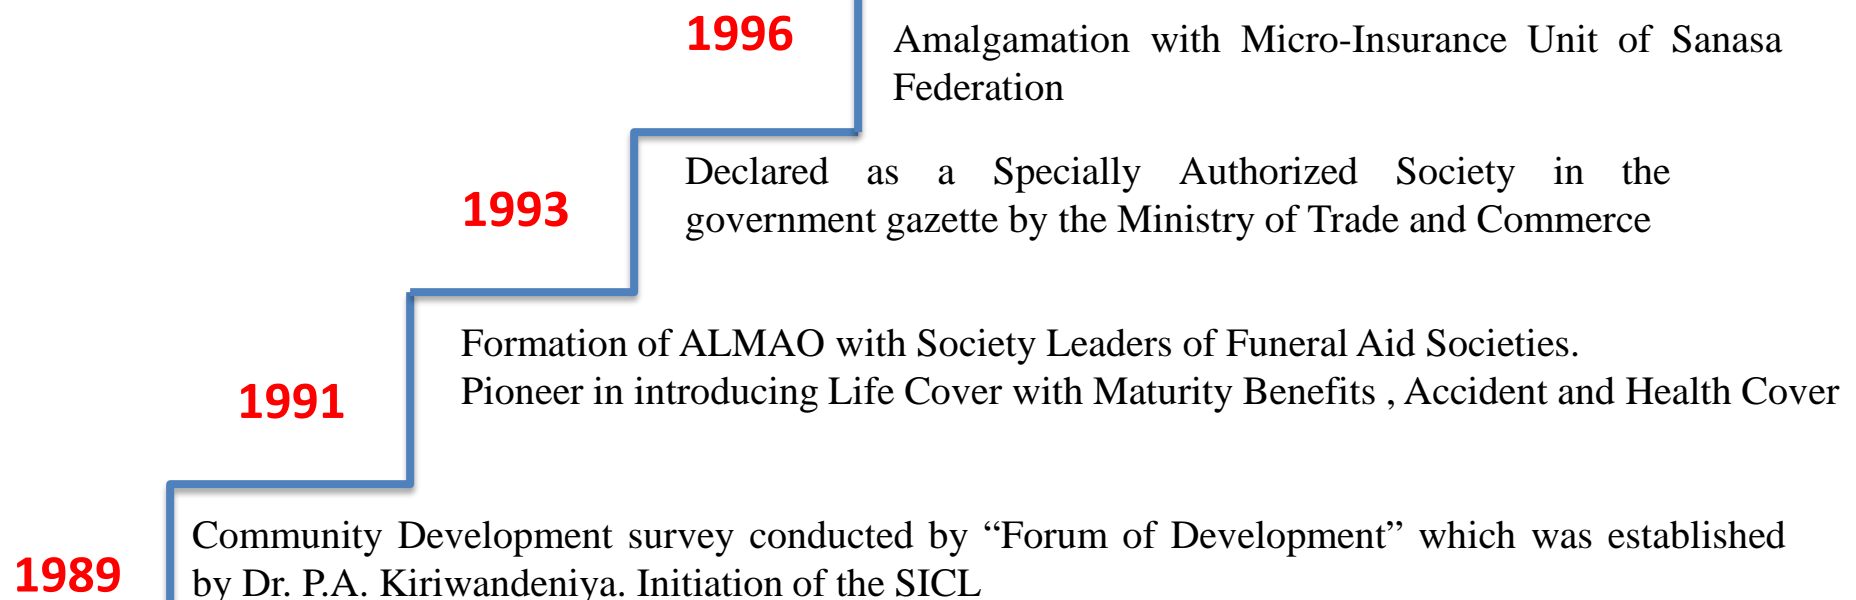 1996
Amalgamation with Micro-Insurance Unit of Sanasa
Federation
1993
Declared as a Specially Authorized Society in the
government gazette by the Ministry of Trade and Commerce
1991
Formation of ALMAO with Society Leaders of Funeral Aid Societies.
Pioneer in introducing Life Cover with Maturity Benefits , Accident and Health Cover
1989
Community Development survey conducted by “Forum of Development” which was established
by Dr. P.A. Kiriwandeniya. Initiation of the SICL